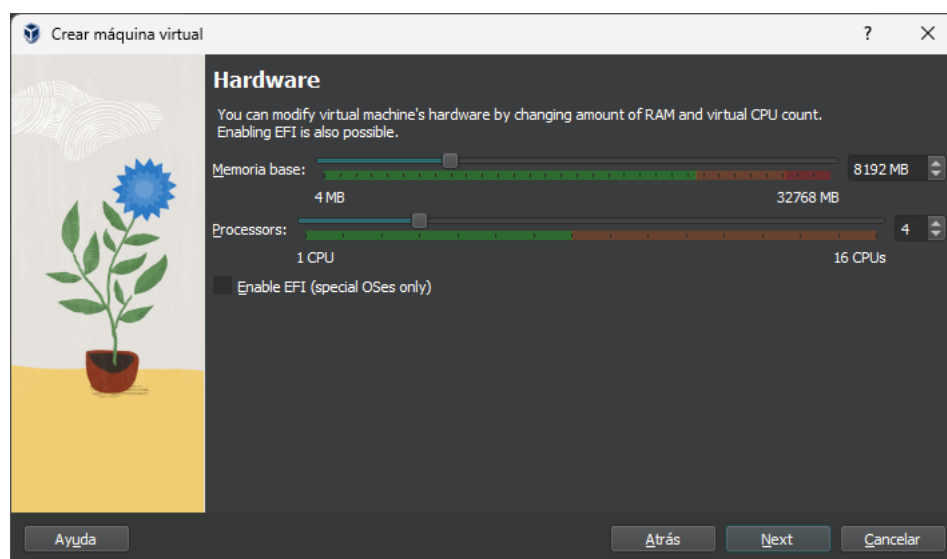 Crear máquina virtual
?
Hardware
You can modify virtual machine's hardware by changing amount of RAM and virtual CPU count.
Enabling EFI is also possible.
Memoria base:
8192 MB
4 MB
32768 MB
Processors:
4
1 CPU
16 CPUs
Enable EFI (special OSes only)
Ayuda
Atrás
Next
Cancelar